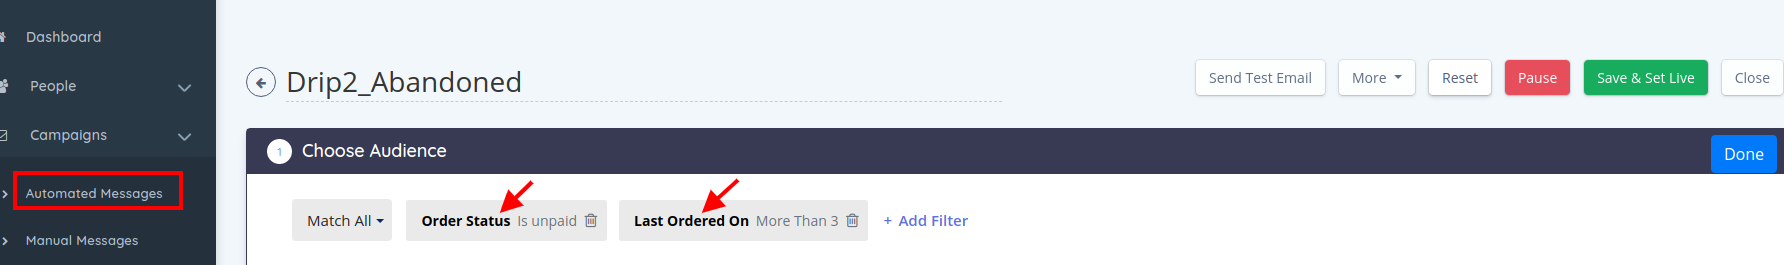 Dashboard
People
Campaigns
Automated Messages
Manual Messages
Drip2_Abandoned
Send Test Email More Reset Pause Save & Set Live Close
1 Choose Audience Done
Match All Order Status Is unpaid Last Ordered On More Than 3 + Add Filter